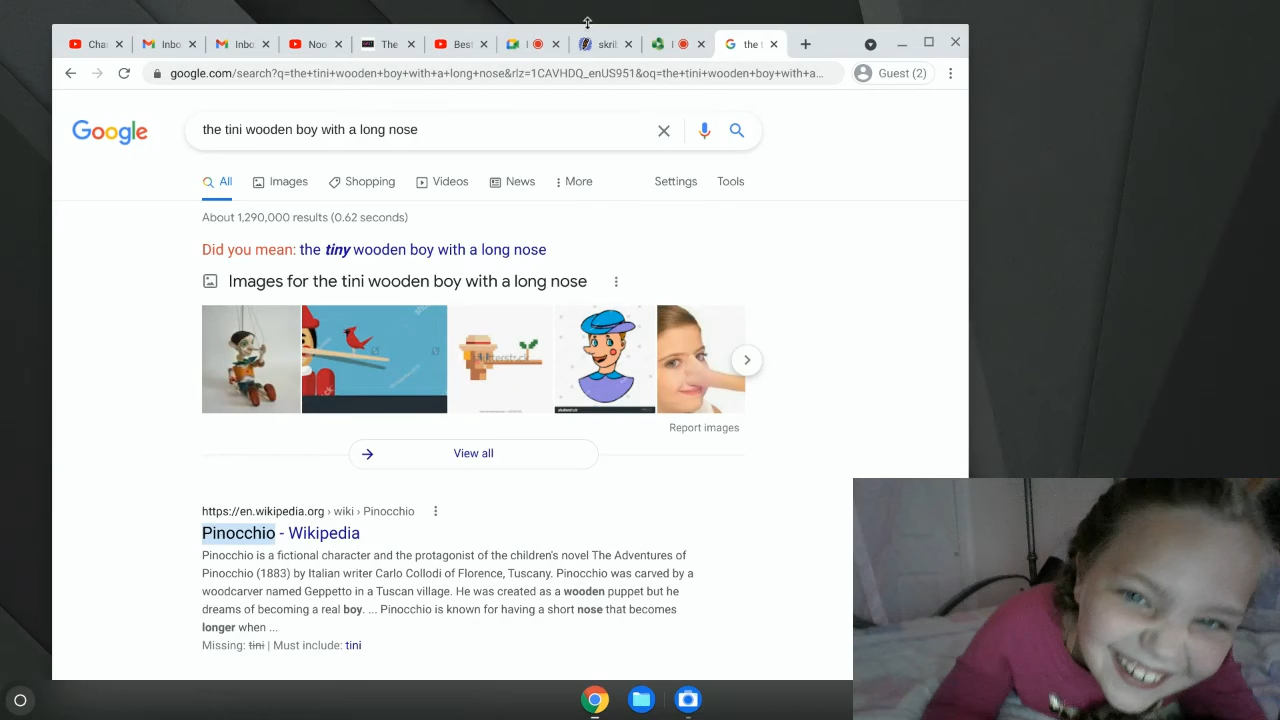 Cha
Inbo
Inbo
Noo
The
Best
skril
the t
google.com/search?q=the+tini+wooden+boy+with+a+long+nose&rlz=1CAVHDQ_enUS951&oq=the+tini+wooden+boy+with+a...
Guest (2)
Google
the tini wooden boy with a long nose
All
Images
Shopping
Videos
News
More
Settings
Tools
About 1,290,000 results (0.62 seconds)
Did you mean: the tiny wooden boy with a long nose
Images for the tini wooden boy with a long nose
Report images
View all
https://en.wikipedia.org › wiki › Pinocchio
Pinocchio - Wikipedia
Pinocchio is a fictional character and the protagonist of the children's novel The Adventures of
Pinocchio (1883) by Italian writer Carlo Collodi of Florence, Tuscany. Pinocchio was carved by a
woodcarver named Geppetto in a Tuscan village. He was created as a wooden puppet but he
dreams of becoming a real boy. ... Pinocchio is known for having a short nose that becomes
longer when ...
Missing: tini | Must include: tini